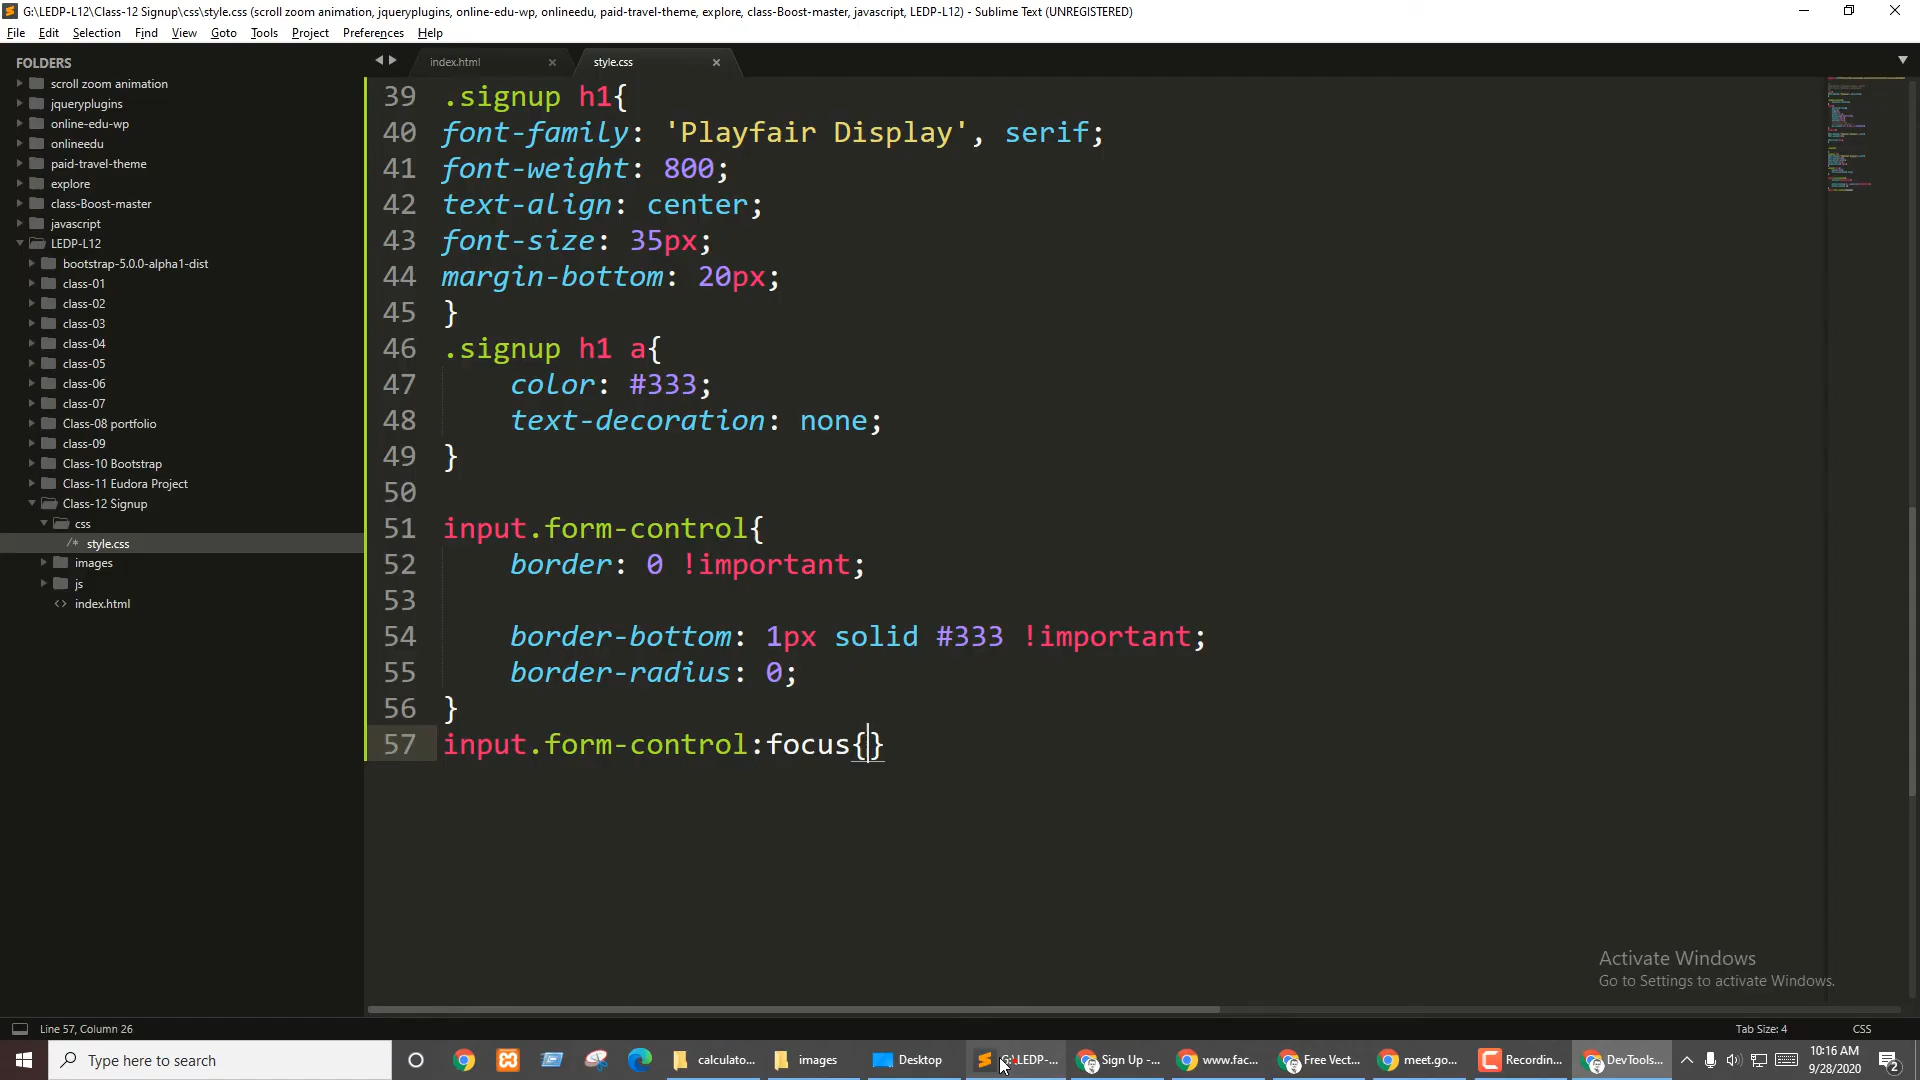 G:\LEDP-L12\Class-12 Signup\css\style.css (scroll zoom animation, jqueryplugins, online-edu-wp, onlineedu, paid-travel-theme, explore, class-Boost-master, javascript, LEDP-L12) - Sublime Text (UNREGISTERED)
File Edit Selection Find View Goto Tools Project Preferences Help
FOLDERS
scroll zoom animation
jqueryplugins
online-edu-wp
onlineedu
paid-travel-theme
explore
class-Boost-master
javascript
LEDP-L12
bootstrap-5.0.0-alpha1-dist
class-01
class-02
class-03
class-04
class-05
class-06
class-07
Class-08 portfolio
class-09
Class-10 Bootstrap
Class-11 Eudora Project
Class-12 Signup
css
/* style.css
images
js
<> index.html
index.html × style.css ×
39 .signup h1{
40 font-family: 'Playfair Display', serif;
41 font-weight: 800;
42 text-align: center;
43 font-size: 35px;
44 margin-bottom: 20px;
45 }
46 .signup h1 a{
47 color: #333;
48 text-decoration: none;
49 }
50
51 input.form-control{
52 border: 0 !important;
53
54 border-bottom: 1px solid #333 !important;
55 border-radius: 0;
56 }
57 input.form-control:focus{}
Activate Windows
Go to Settings to activate Windows.
Line 57, Column 26 Tab Size: 4 CSS
Type here to search calculato... images Desktop G:\LEDP-... Sign Up -... www.fac... Free Vect... meet.go... Recordin... DevTools... 10:16 AM
9/28/2020 2